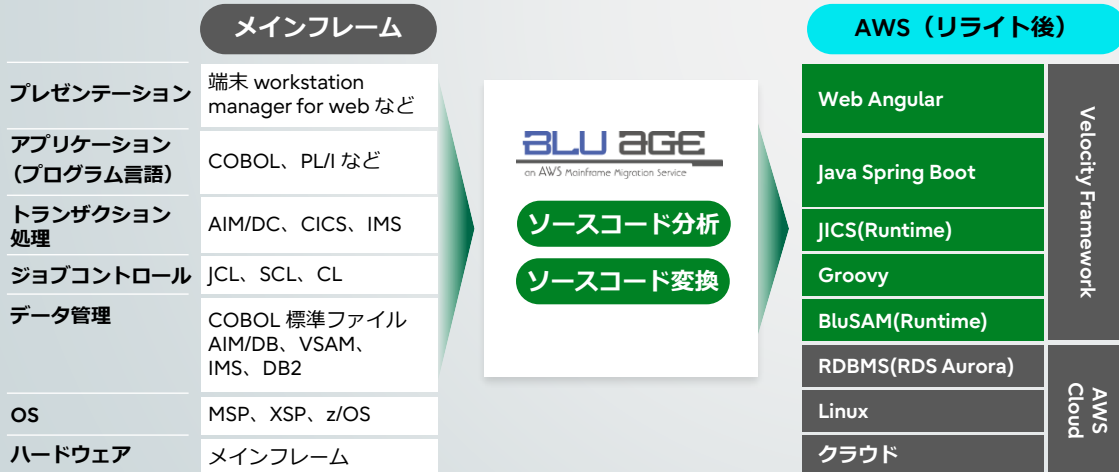 メインフレーム
AWS（リライト後）
プレゼンテーション
端末 workstation
manager for web など
Web Angular
アプリケーション
（プログラム言語）
COBOL、PL/I など
Java Spring Boot
トランザクション
処理
AIM/DC、CICS、IMS
JICS(Runtime)
ジョブコントロール
JCL、SCL、CL
Groovy
データ管理
COBOL 標準ファイル
AIM/DB、VSAM、
IMS、DB2
BluSAM(Runtime)
RDBMS(RDS Aurora)
OS
MSP、XSP、z/OS
Linux
ハードウェア
メインフレーム
クラウド
BLU AGE
an AWS Mainframe Migration Service
ソースコード分析
ソースコード変換
Velocity Framework
AWS
Cloud